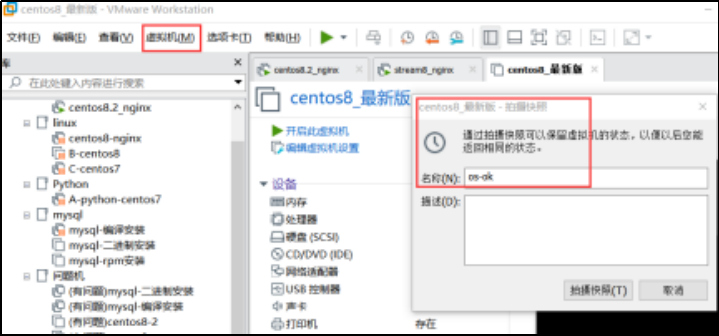 centos8_最新版 - VMware Workstation
文件(F) 编辑(E) 查看(V) 虚拟机(M) 选项卡(T) 帮助(H)
库
在此处键入内容进行搜索
centos8.2_nginx
linux
centos8-nginx
B-centos8
C-centos7
Python
A-python-centos7
mysql
mysql-编译安装
mysql-二进制安装
mysql-rpm安装
问题机
(有问题)mysql-二进制安装
(有问题)mysql-编译安装
(有问题)centos8-2
centos8.2_nginx
stream8_nginx
centos8_最新版
centos8_最新版
开启此虚拟机
编辑虚拟机设置
设备
内存
处理器
硬盘 (SCSI)
CD/DVD (IDE)
网络适配器
USB 控制器
声卡
打印机 存在
centos8_最新版 - 拍摄快照
通过拍摄快照可以保留虚拟机的状态，以便以后您能
返回相同的状态。
名称(N): os-ok
描述(D):
拍摄快照(T) 取消